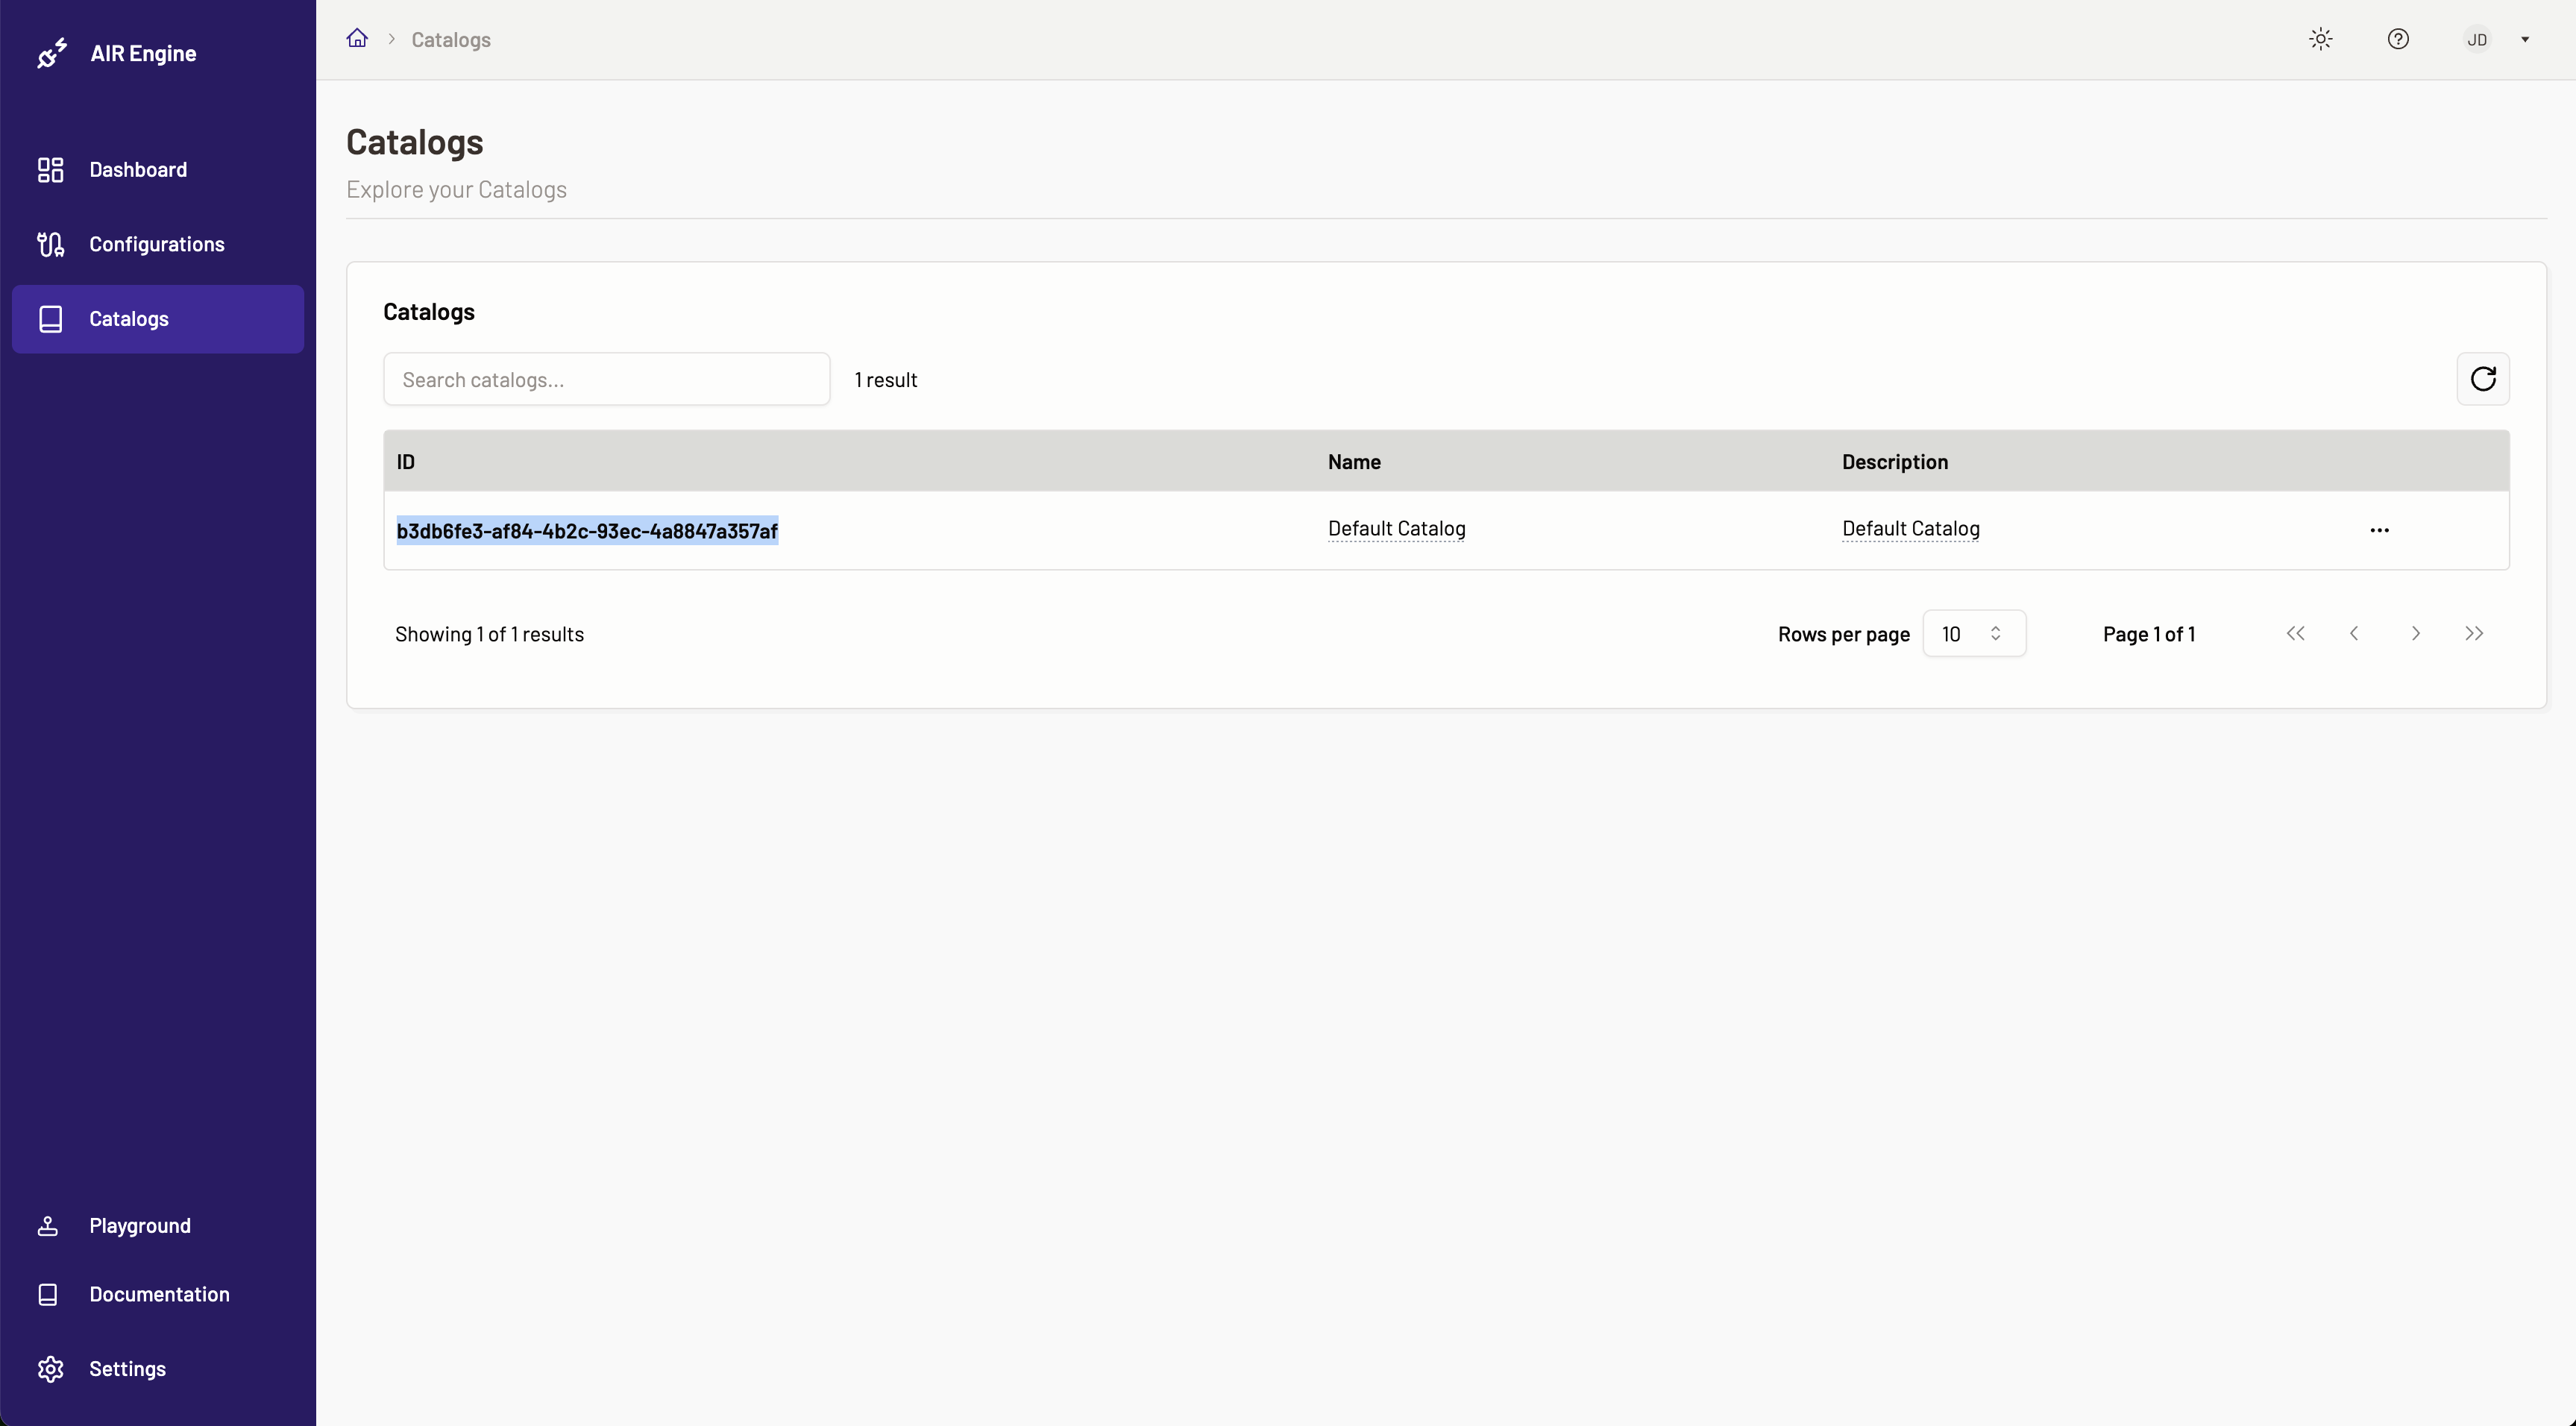 AIR Engine
Dashboard
Configurations
Catalogs
Playground
Documentation
Settings
Catalogs
JD
Catalogs
Explore your Catalogs
Catalogs
Search catalogs...
1 result
ID Name Description
b3db6fe3-af84-4b2c-93ec-4a8847a357af Default Catalog Default Catalog
Showing 1 of 1 results Rows per page 10 Page 1 of 1